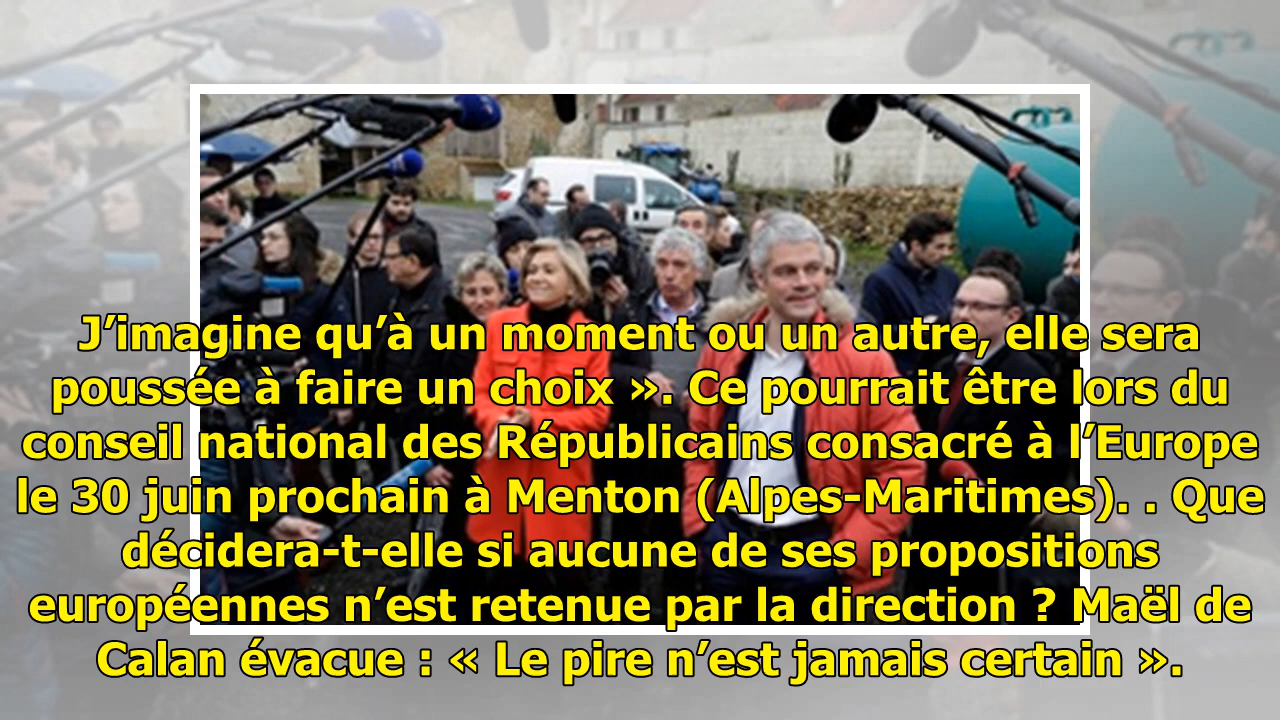 J’imagine qu’à un moment ou un autre, elle sera
poussée à faire un choix ». Ce pourrait être lors du
conseil national des Républicains consacré à l’Europe
le 30 juin prochain à Menton (Alpes-Maritimes). . Que
décidera-t-elle si aucune de ses propositions
européennes n’est retenue par la direction ? Maël de
Calan évacue : « Le pire n’est jamais certain ».